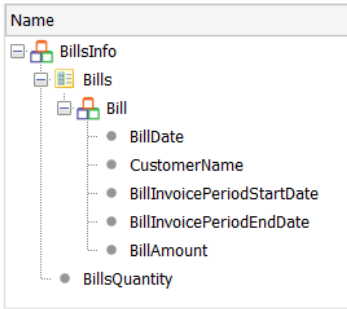 Name
BillsInfo
Bills
Bill
BillDate
CustomerName
BillInvoicePeriodStartDate
BillInvoicePeriodEndDate
BillAmount
BillsQuantity